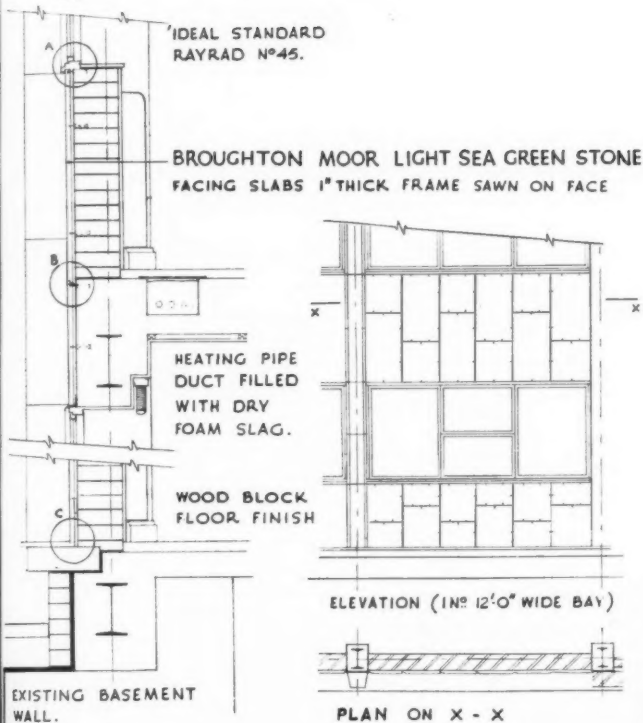 'IDEAL STANDARD
RAYRAD Nº45.
A
BROUGHTON MOOR LIGHT SEA GREEN STONE
FACING SLABS 1" THICK FRAME SAWN ON FACE
B
X
X
HEATING PIPE
DUCT FILLED
WITH DRY
FOAM SLAG.
WOOD BLOCK
FLOOR FINISH
C
ELEVATION (1Nº 12'-0" WIDE BAY)
EXISTING BASEMENT
WALL.
PLAN ON X - X